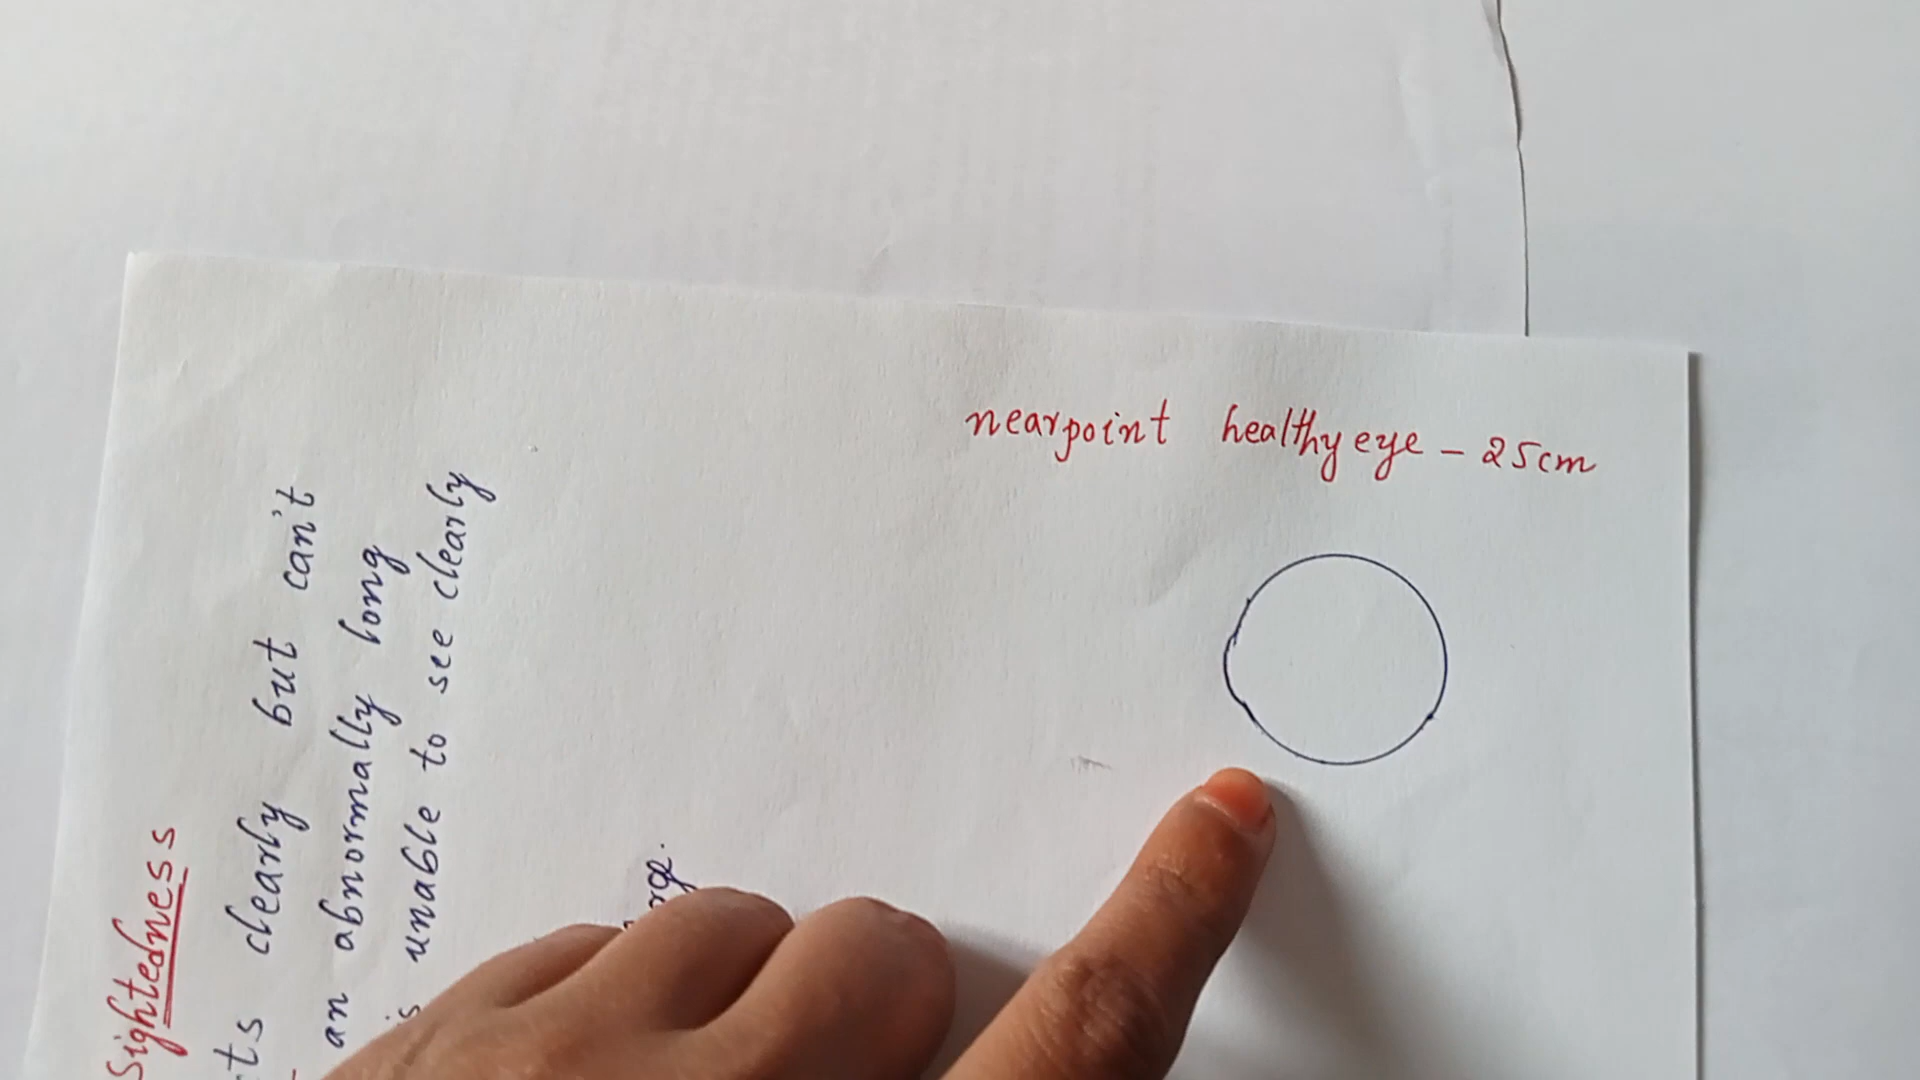 nearpoint healthy eye - 25cm
Sightedness
ts clearly but can't
an abnormally long
s unable to see clearly